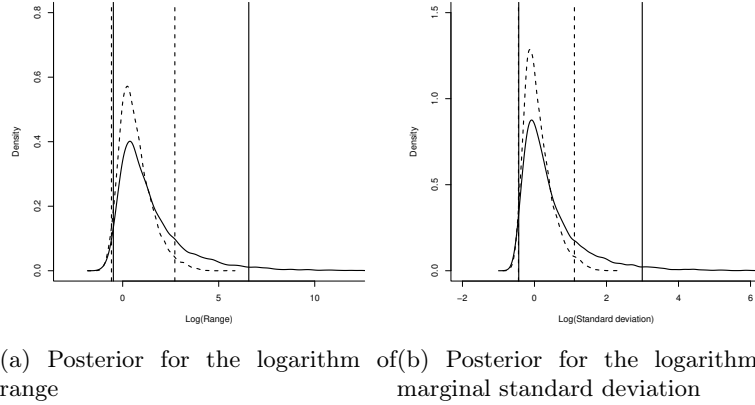 0.8
0.6
0.4
0.2
0.0
Density
0
5
10
Log(Range)
1.5
1.0
0.5
0.0
Density
−2
0
2
4
6
Log(Standard deviation)
(a) Posterior for the logarithm of
range
(b) Posterior for the logarithm
marginal standard deviation